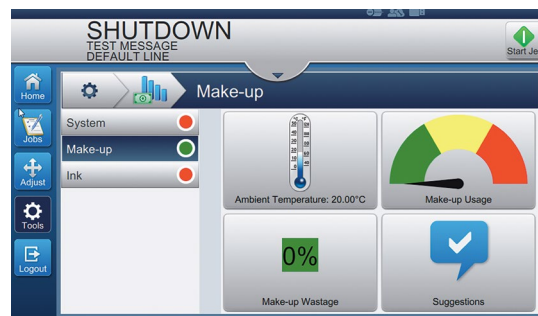 SHUTDOWN
TEST MESSAGE
DEFAULT LINE
Start Je
Home
Make-up
System
Jobs
Make-up
Ink
Adjust
Tools
Logout
Ambient Temperature: 20.00°C
Make-up Usage
0%
Make-up Wastage
Suggestions